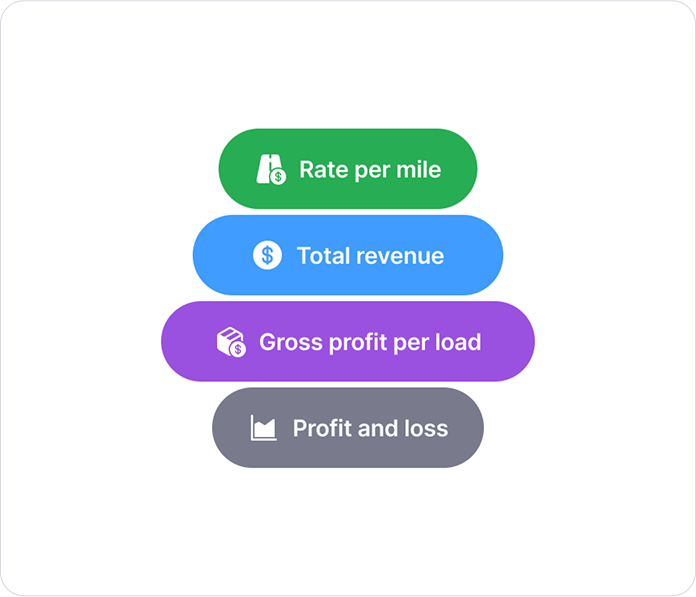 Rate per mile
Total revenue
Gross profit per load
Profit and loss